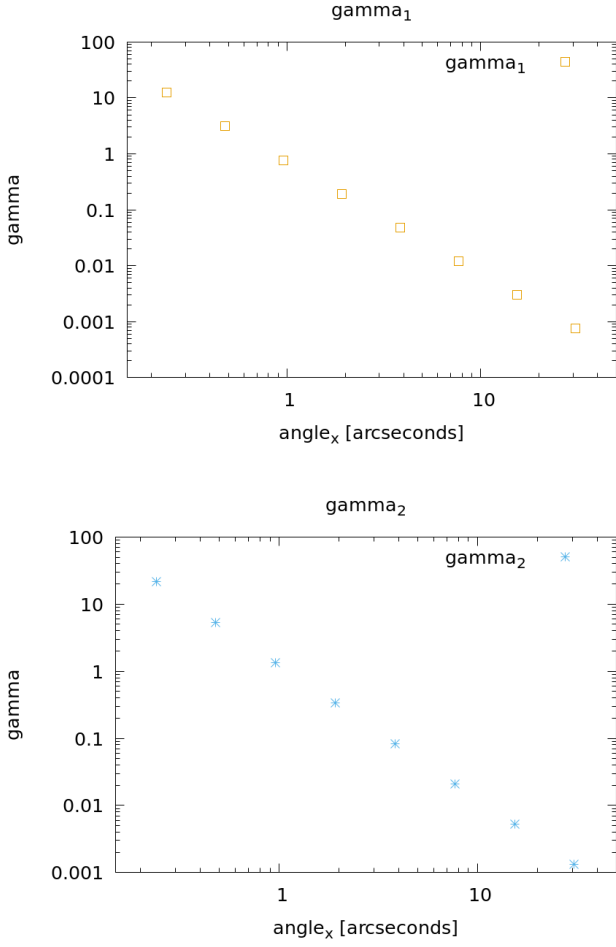 gamma₁
100
gamma₁
10
1
0.1
0.01
0.001
0.0001
gamma
1 10
angleₓ [arcseconds]
gamma₂
100
gamma₂
10
1
0.1
0.01
0.001
gamma
1 10
angleₓ [arcseconds]